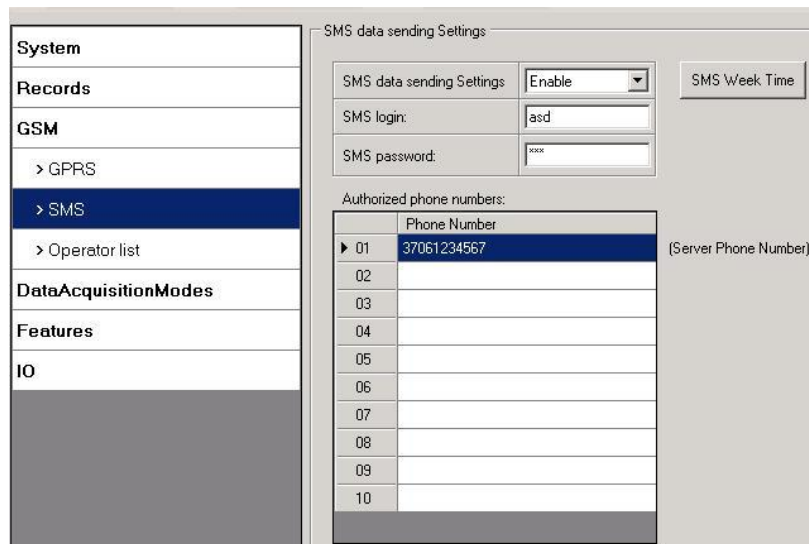 System
Records
GSM
> GPRS
> SMS
> Operator list
DataAcquisitionModes
Features
IO
SMS data sending Settings
SMS data sending Settings Enable
SMS Week Time
SMS login: asd
SMS password: ***
Authorized phone numbers:
Phone Number
01 37061234567 (Server Phone Number)
02
03
04
05
06
07
08
09
10